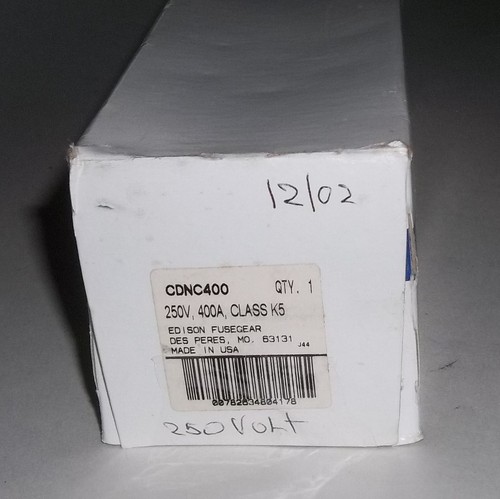 12/02
CDNC400 QTY. 1
250V, 400A, CLASS K5
EDISON FUSEGEAR
DES PERES, MO. 63131 J44
MADE IN USA
00782834804178
250 VOLT